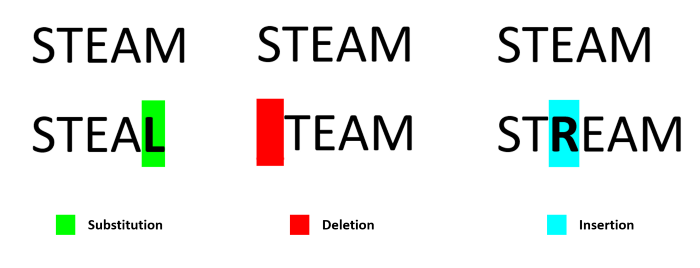 STEAM STEAM STEAM
STEAL TEAM STREAM
Substitution Deletion Insertion